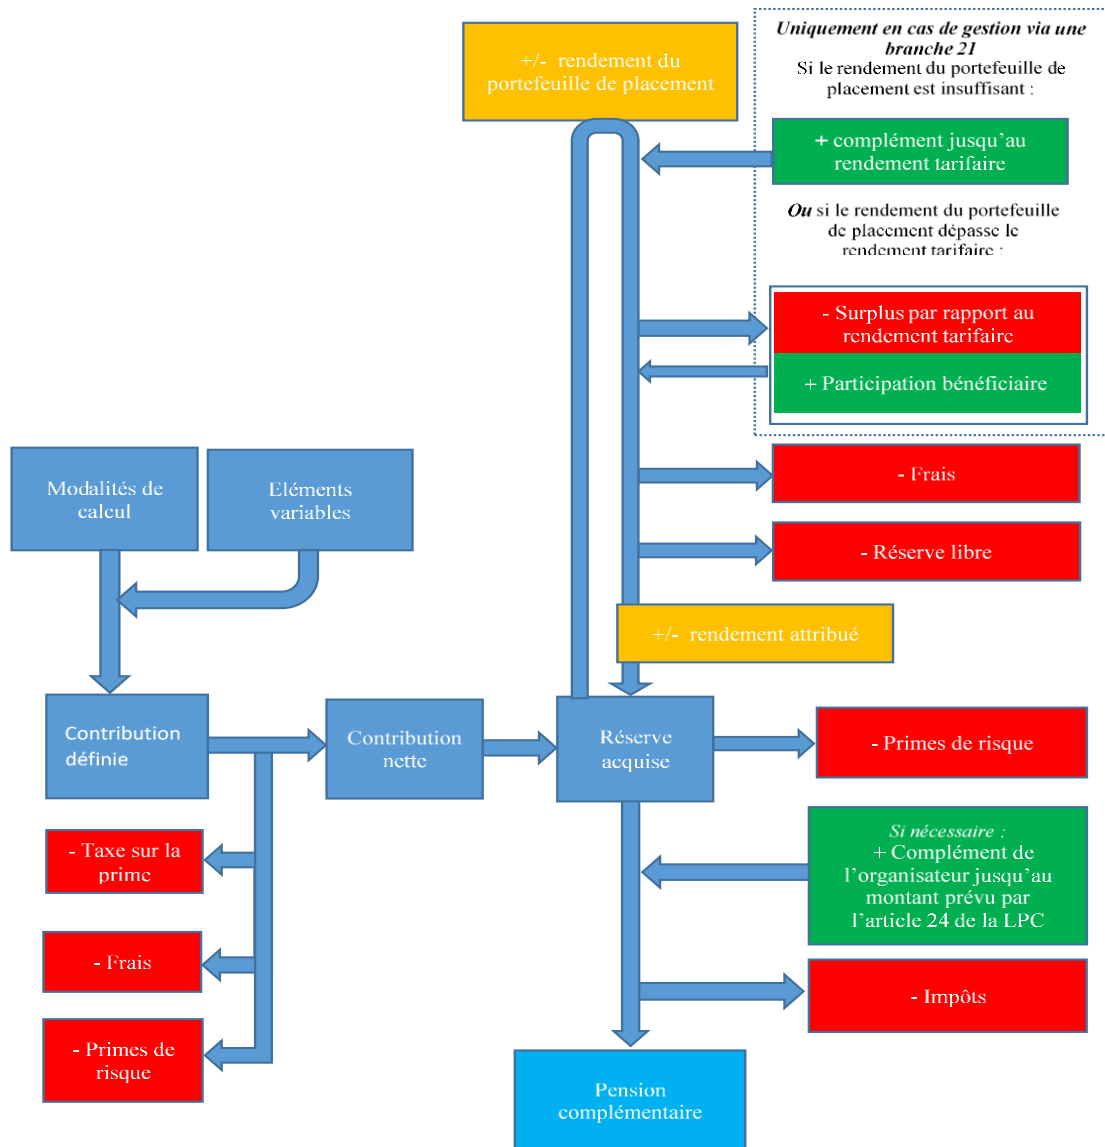 +/- rendement du
portefeuille de placement
Uniquement en cas de gestion via une
branche 21
Si le rendement du portefeuille de
placement est insuffisant :
+ complément jusqu'au
rendement tarifaire
Ou si le rendement du portefeuille
de placement dépasse le
rendement tarifaire :
- Surplus par rapport au
rendement tarifaire
+ Participation bénéficiaire
Modalités de
calcul
Eléments
variables
- Frais
- Réserve libre
+/- rendement attribué
Contribution
définie
Contribution
nette
Réserve
acquise
- Primes de risque
- Taxe sur la
prime
Si nécessaire :
+ Complément de
l'organisateur jusqu'au
montant prévu par
l'article 24 de la LPC
- Frais
- Impôts
- Primes de
risque
Pension
complémentaire